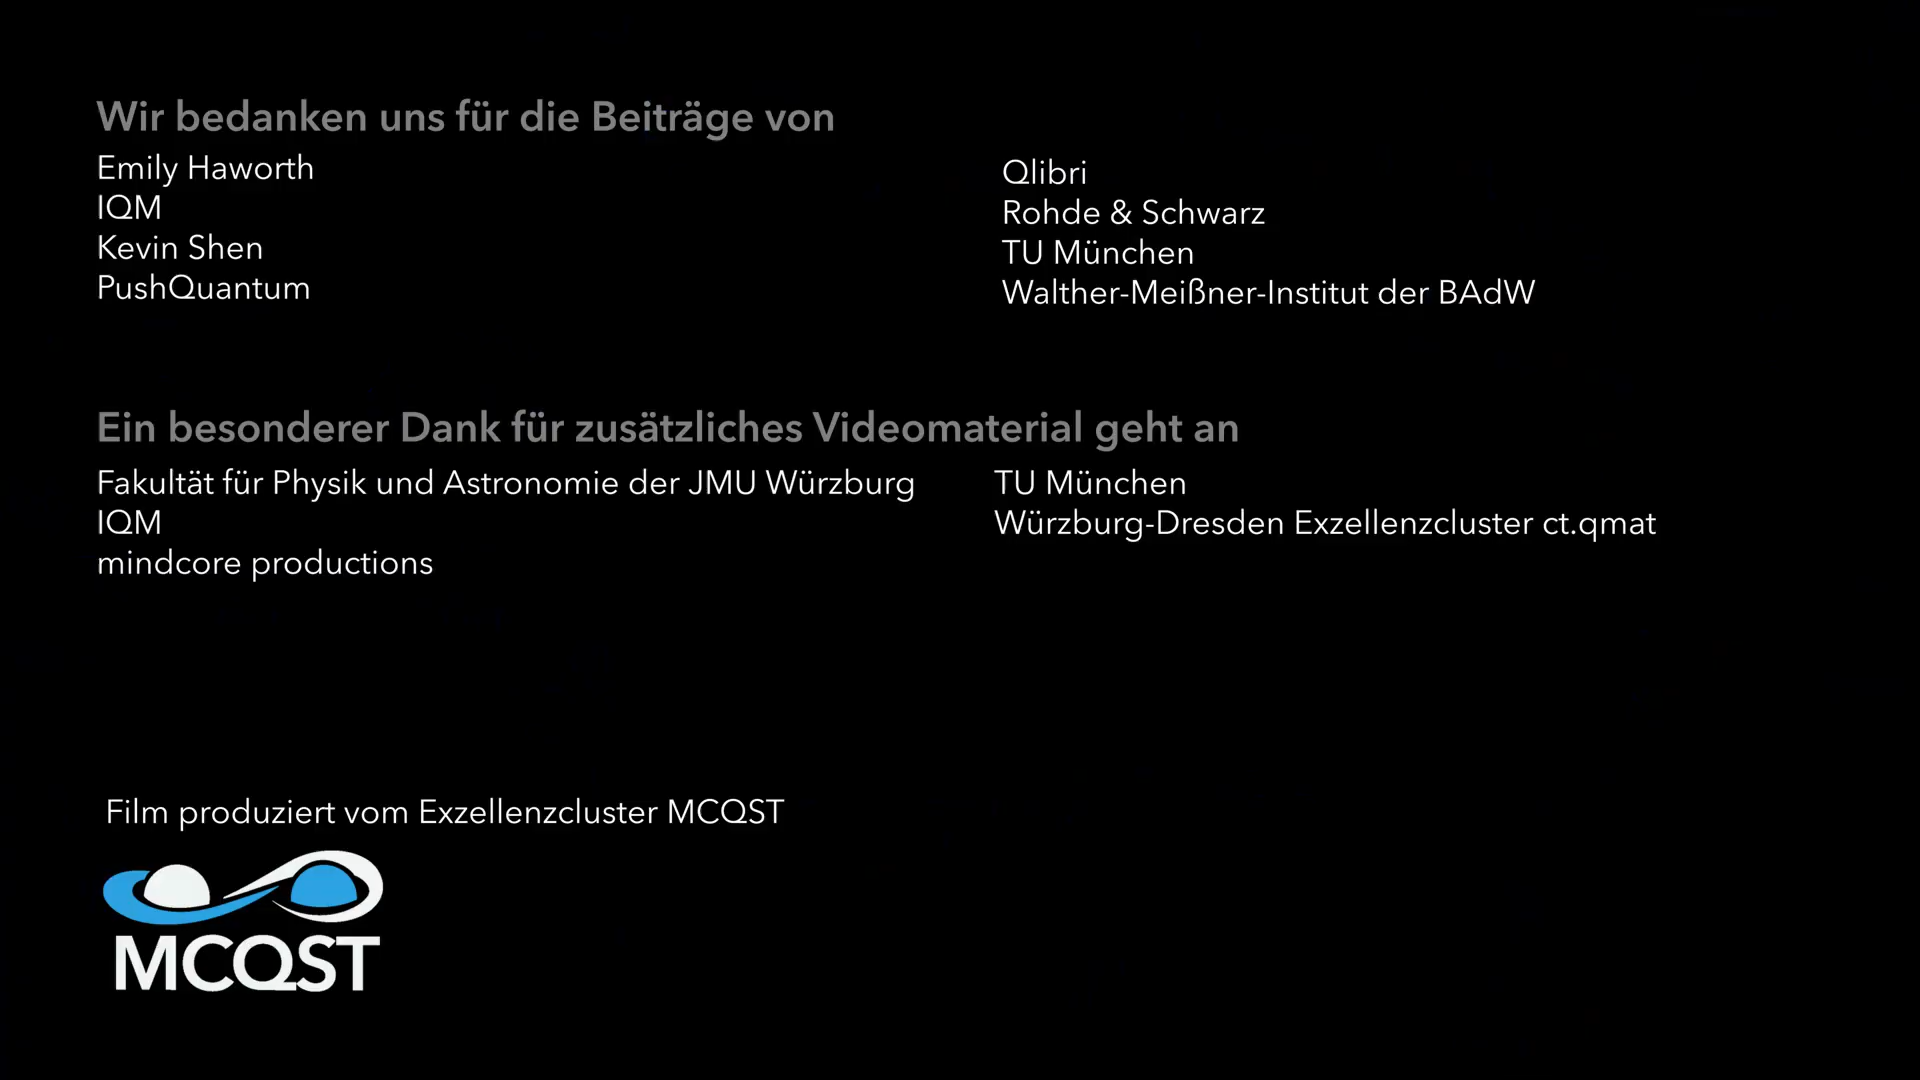 Wir bedanken uns für die Beiträge von
Emily Haworth
IQM
Kevin Shen
PushQuantum
Qlibri
Rohde & Schwarz
TU München
Walther-Meißner-Institut der BAdW
Ein besonderer Dank für zusätzliches Videomaterial geht an
Fakultät für Physik und Astronomie der JMU Würzburg
IQM
mindcore productions
TU München
Würzburg-Dresden Exzellenzcluster ct.qmat
Film produziert vom Exzellenzcluster MCQST
MCQST